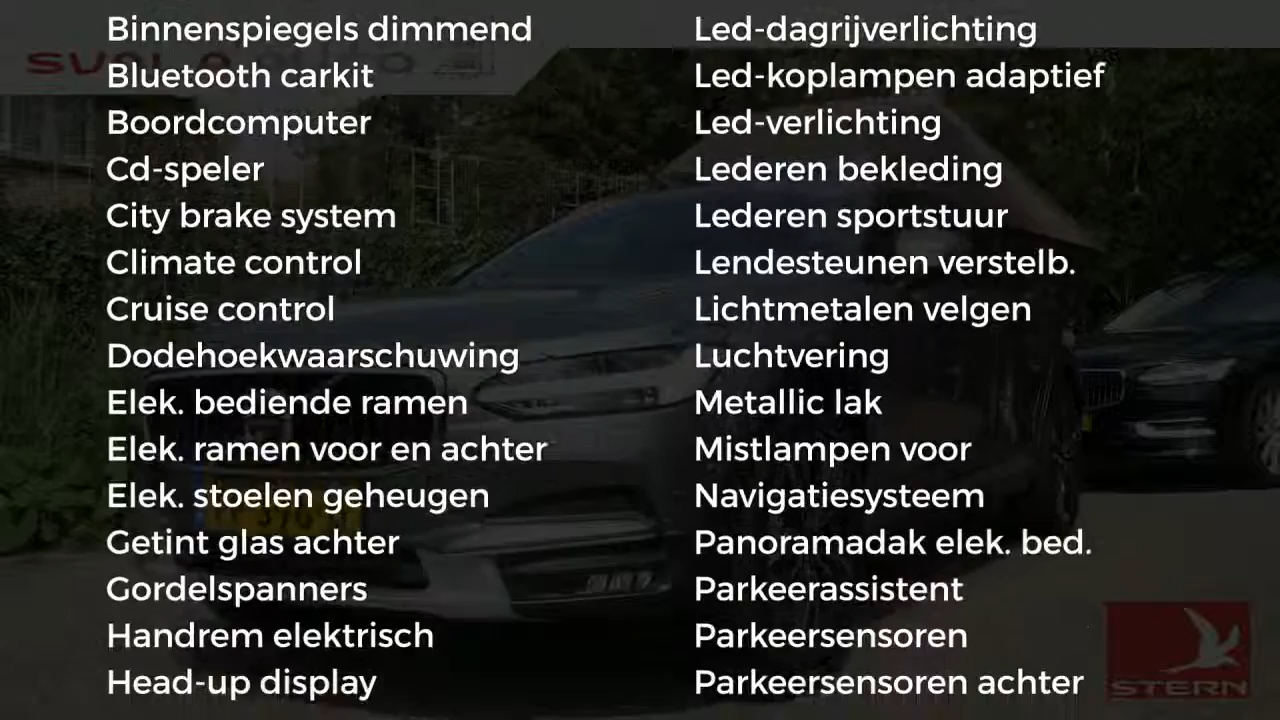 Binnenspiegels dimmend
Bluetooth carkit
Boordcomputer
Cd-speler
City brake system
Climate control
Cruise control
Dodehoekwaarschuwing
Elek. bediende ramen
Elek. ramen voor en achter
Elek. stoelen geheugen
Getint glas achter
Gordelspanners
Handrem elektrisch
Head-up display
Led-dagrijverlichting
Led-koplampen adaptief
Led-verlichting
Lederen bekleding
Lederen sportstuur
Lendesteunen verstelb.
Lichtmetalen velgen
Luchtvering
Metallic lak
Mistlampen voor
Navigatiesysteem
Panoramadak elek. bed.
Parkeerassistent
Parkeersensoren
Parkeersensoren achter
STERN